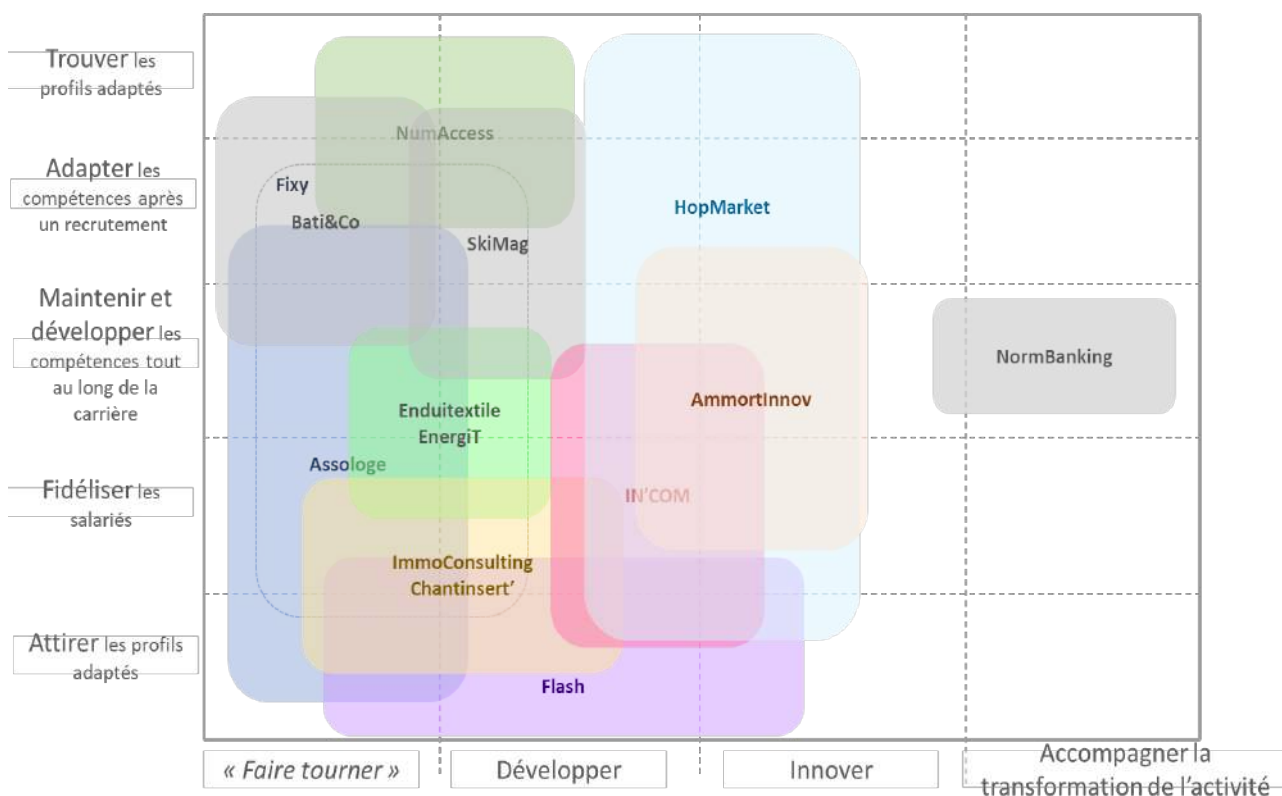 Trouver les
profils adaptés
Adapter les
compétences après
un recrutement
Maintenir et
développer les
compétences tout
au long de la
carrière
Fidéliser les
salariés
Attirer les profils
adaptés
NumAccess
Fixy
Bati&Co
SkiMag
HopMarket
NormBanking
AmmortInnov
Enduitextile
EnergiT
Assologe
IN'COM
ImmoConsulting
Chantinsert’
Flash
« Faire tourner »
Développer
Innover
Accompagner la
transformation de l’activité